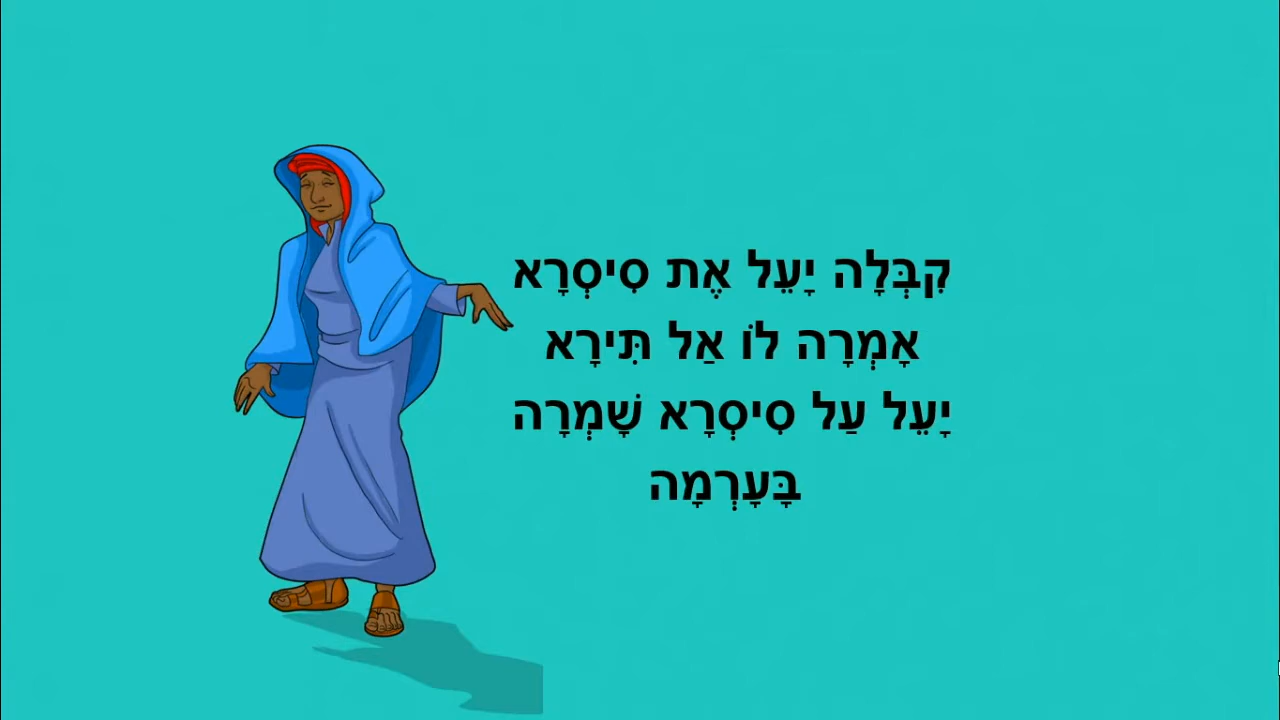 קִבְּלָה יָעֵל אֶת סִיסְרָא
אָמְרָה לוֹ אַל תִּירָא
יָעֵל עַל סִיסְרָא שָׁמְרָה
בָּעָרְמָה